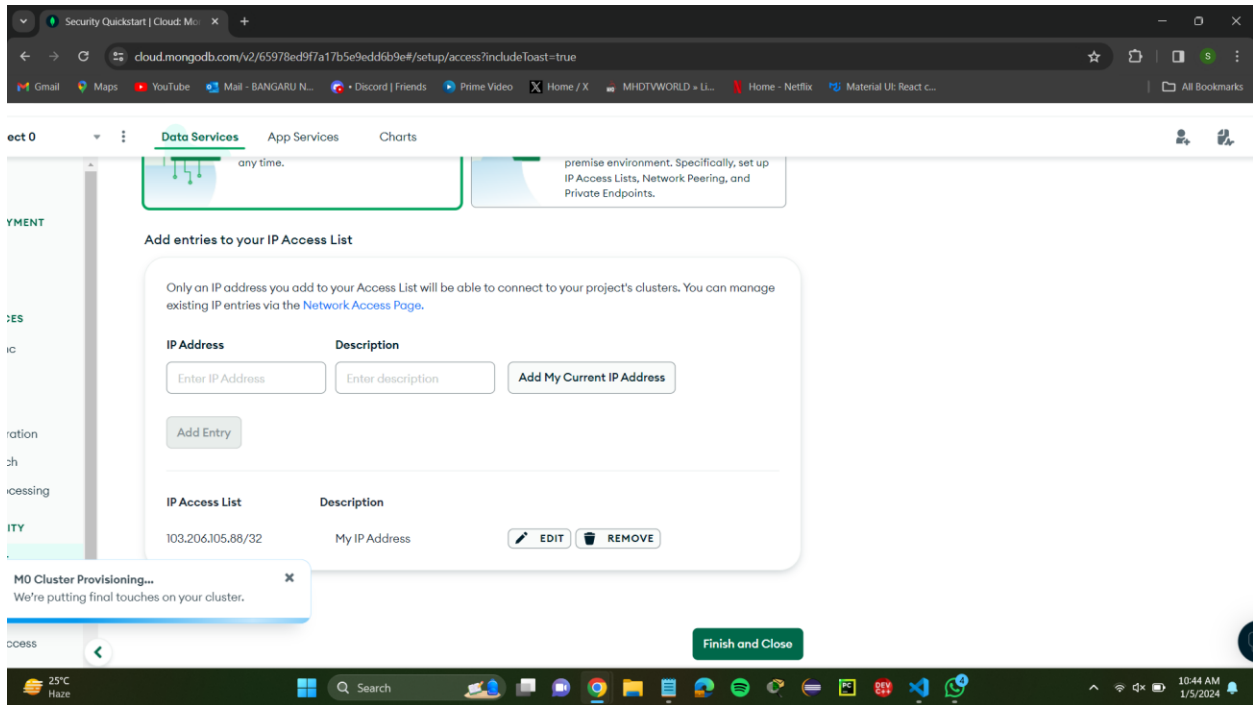 Security Quickstart | Cloud: Mo
cloud.mongodb.com/v2/65978ed9f7a17b5e9edd6b9e#/setup/access?includeToast=true
S
Gmail
Maps
YouTube
Mail - BANGARU N...
• Discord | Friends
Prime Video
Home / X
MHDTVWORLD » Li...
Home - Netflix
Material UI: React c...
All Bookmarks
ect 0
Data Services
App Services
Charts
any time.
premise environment. Specifically, set up
IP Access Lists, Network Peering, and
Private Endpoints.
YMENT
Add entries to your IP Access List
Only an IP address you add to your Access List will be able to connect to your project's clusters. You can manage
existing IP entries via the Network Access Page.
CES
IP Address
Description
Enter IP Address
Enter description
Add My Current IP Address
Add Entry
ration
ch
ocessing
IP Access List
Description
ITY
103.206.105.88/32
My IP Address
EDIT
REMOVE
M0 Cluster Provisioning...
We're putting final touches on your cluster.
ccess
Finish and Close
25°C
Haze
Search
PC
DEV
C++
4
10:44 AM
1/5/2024